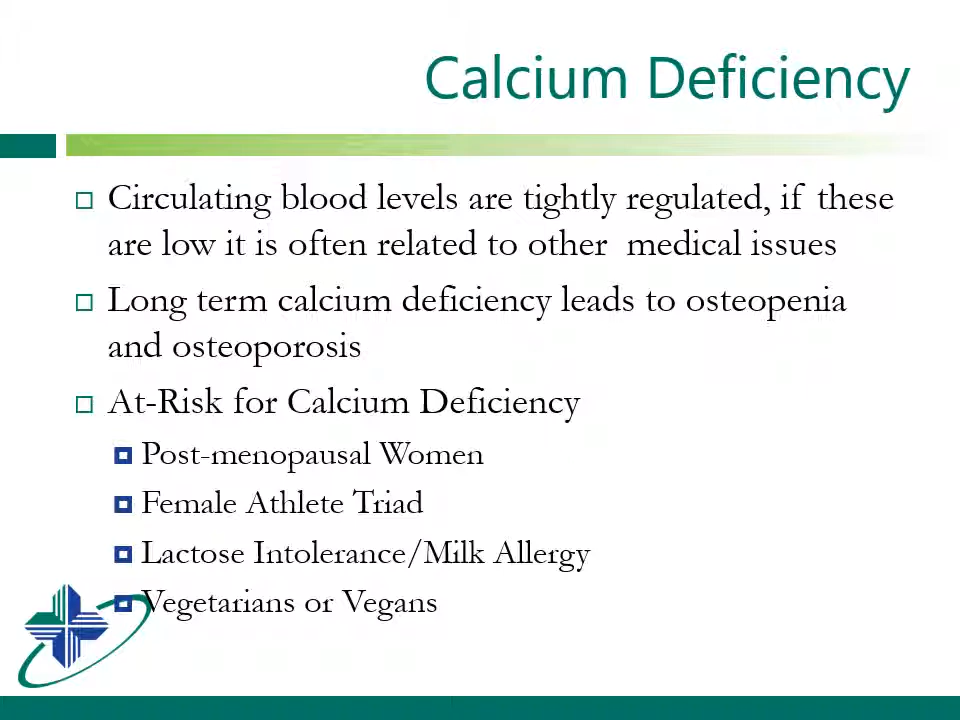 Calcium Deficiency
Circulating blood levels are tightly regulated, if these
are low it is often related to other medical issues
Long term calcium deficiency leads to osteopenia
and osteoporosis
At-Risk for Calcium Deficiency
Post-menopausal Women
Female Athlete Triad
Lactose Intolerance/Milk Allergy
Vegetarians or Vegans